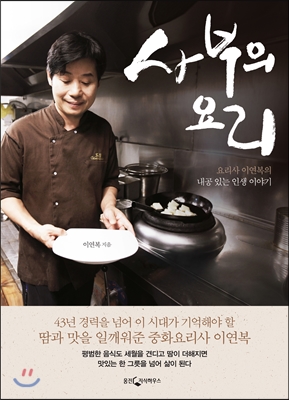 사부의
요리
요리사 이연복의
내공 있는 인생 이야기
이연복 지음
43년 경력을 넘어 이 시대가 기억해야 할
땀과 맛을 일깨워준 중화요리사 이연복
평범한 음식도 세월을 견디고 땀이 더해지면
맛있는 한 그릇을 넘어 삶이 된다
웅진 지식하우스